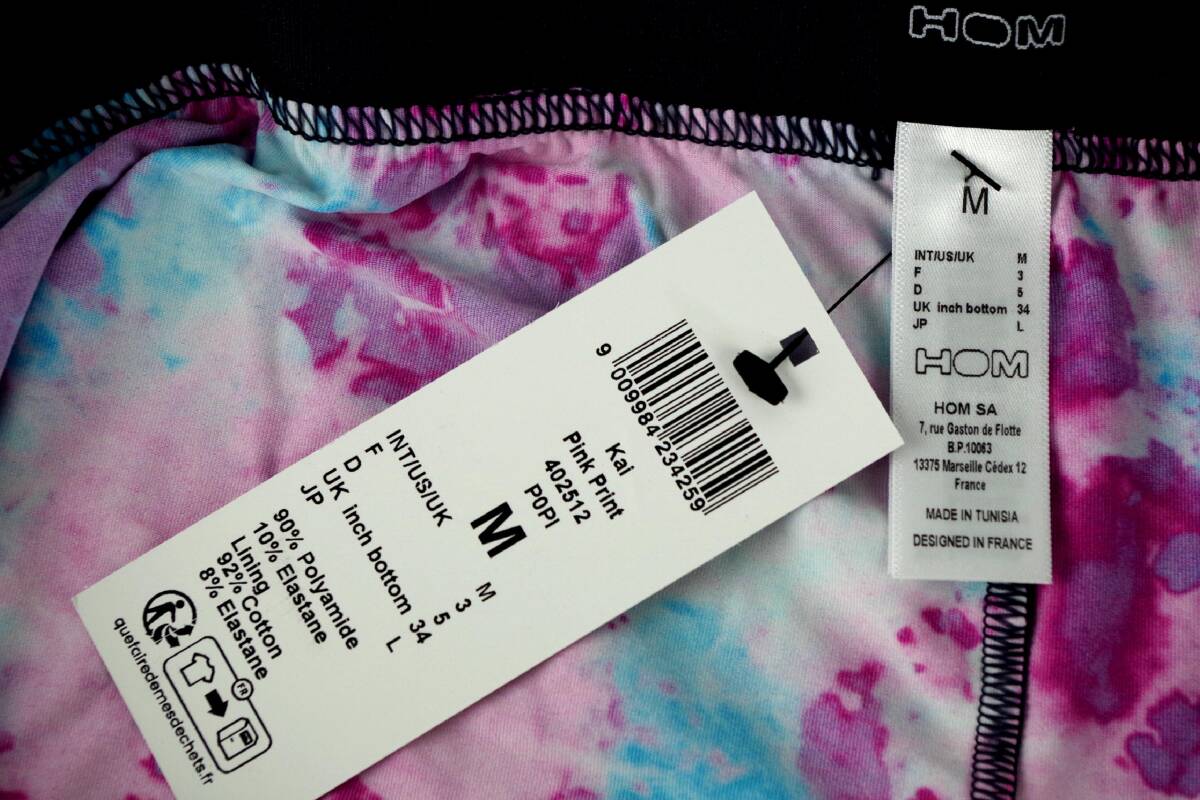 HOM
M
INT/US/UK M
F 3
D 5
UK inch bottom 34
JP L
HOM
HOM SA
7, rue Gaston de Flotte
B.P.10063
13375 Marseille Cédex 12
France
MADE IN TUNISIA
DESIGNED IN FRANCE
9 009984 234259
Kai
Pink Print
402512
P0PI
M
INT/US/UK M
F 3
D 5
UK inch bottom 34
JP L
90% Polyamide
10% Elastane
Lining
92% Cotton
8% Elastane
FR
quefairedemesdechets.fr